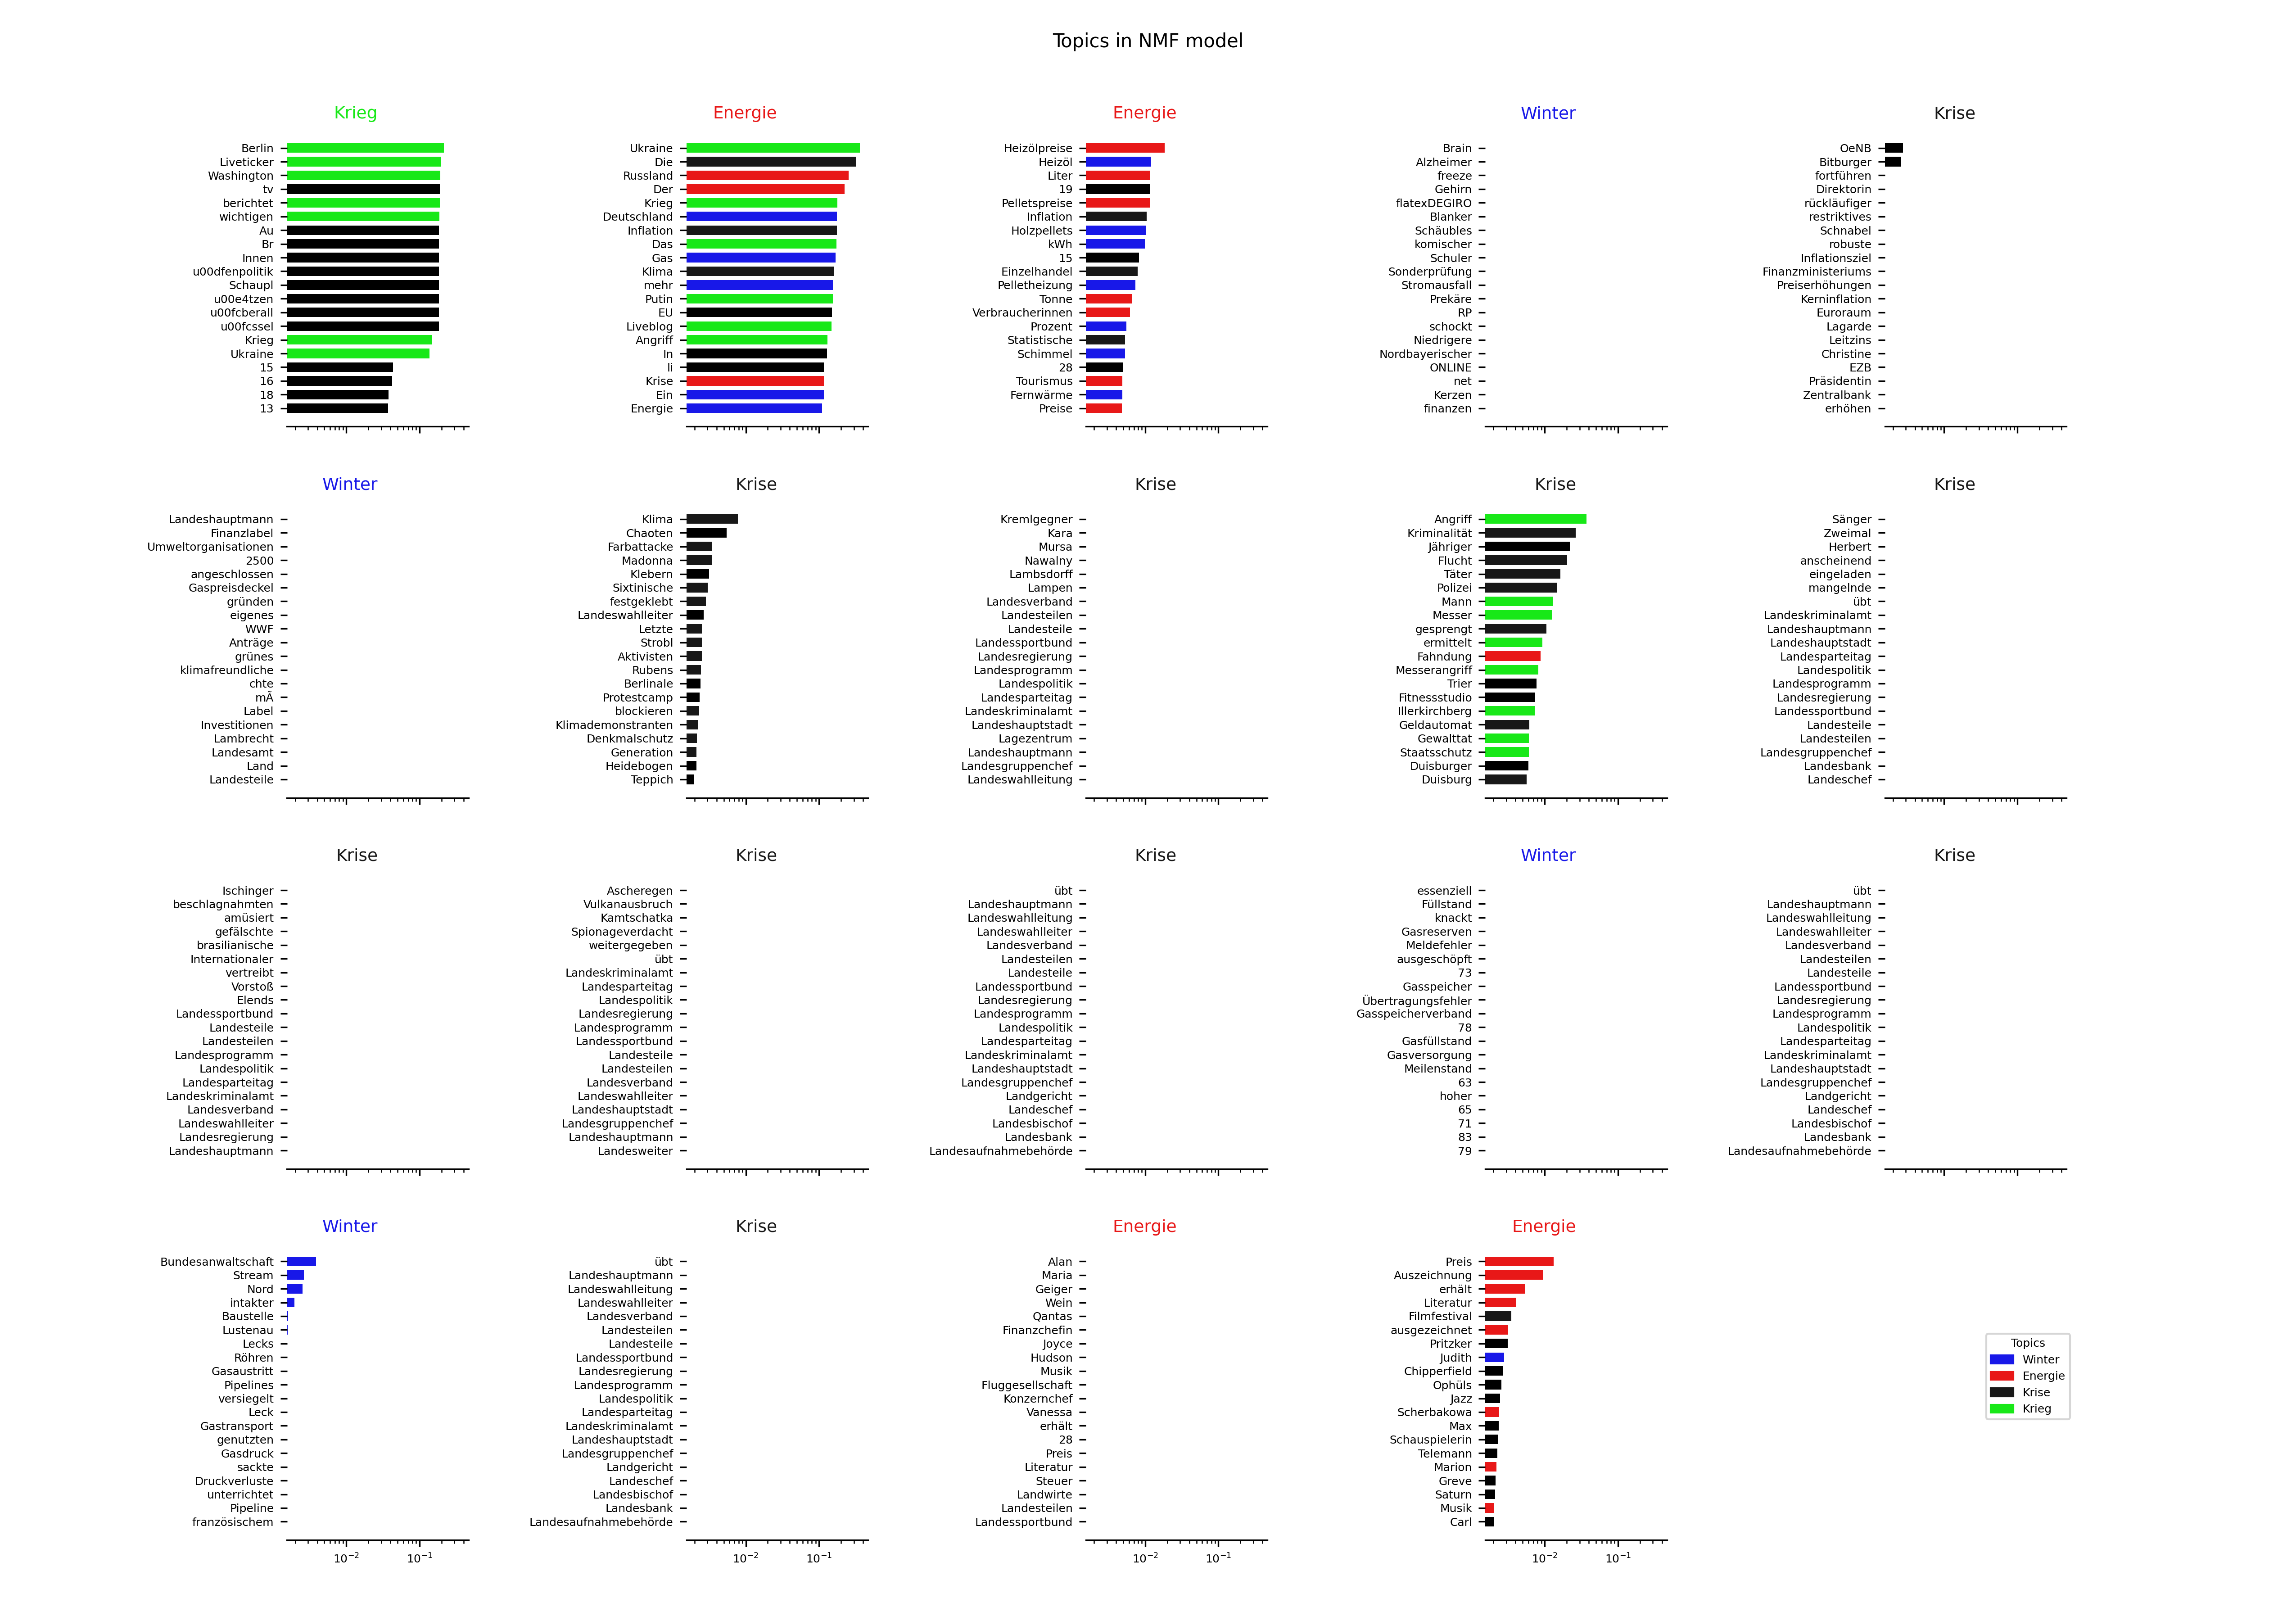 Topics in NMF model
Krieg
Berlin
Liveticker
Washington
tv
berichtet
wichtigen
Au
Br
Innen
u00dfenpolitik
Schaupl
u00e4tzen
u00fcberall
u00fcssel
Krieg
Ukraine
15
16
18
13
Energie
Ukraine
Die
Russland
Der
Krieg
Deutschland
Inflation
Das
Gas
Klima
mehr
Putin
EU
Liveblog
Angriff
In
li
Krise
Ein
Energie
Energie
Heizölpreise
Heizöl
Liter
19
Pelletspreise
Inflation
Holzpellets
kWh
15
Einzelhandel
Pelletheizung
Tonne
Verbraucherinnen
Prozent
Statistische
Schimmel
28
Tourismus
Fernwärme
Preise
Winter
Brain
Alzheimer
freeze
Gehirn
flatexDEGIRO
Blanker
Schäubles
komischer
Schuler
Sonderprüfung
Stromausfall
Prekäre
RP
schockt
Niedrigere
Nordbayerischer
ONLINE
net
Kerzen
finanzen
Krise
OeNB
Bitburger
fortführen
Direktorin
rückläufiger
restriktives
Schnabel
robuste
Inflationsziel
Finanzministeriums
Preiserhöhungen
Kerninflation
Euroraum
Lagarde
Leitzins
Christine
EZB
Präsidentin
Zentralbank
erhöhen
Winter
Landeshauptmann
Finanzlabel
Umweltorganisationen
2500
angeschlossen
Gaspreisdeckel
gründen
eigenes
WWF
Anträge
grünes
klimafreundliche
chte
mÃ
Label
Investitionen
Lambrecht
Landesamt
Land
Landesteile
Krise
Klima
Chaoten
Farbattacke
Madonna
Klebern
Sixtinische
festgeklebt
Landeswahlleiter
Letzte
Strobl
Aktivisten
Rubens
Berlinale
Protestcamp
blockieren
Klimademonstranten
Denkmalschutz
Generation
Heidebogen
Teppich
Krise
Kremlgegner
Kara
Mursa
Nawalny
Lambsdorff
Lampen
Landesverband
Landesteilen
Landesteile
Landessportbund
Landesregierung
Landesprogramm
Landespolitik
Landesparteitag
Landeskriminalamt
Landeshauptstadt
Lagezentrum
Landeshauptmann
Landesgruppenchef
Landeswahlleitung
Krise
Angriff
Kriminalität
Jähriger
Flucht
Täter
Polizei
Mann
Messer
gesprengt
ermittelt
Fahndung
Messerangriff
Trier
Fitnessstudio
Illerkirchberg
Geldautomat
Gewalttat
Staatsschutz
Duisburger
Duisburg
Krise
Sänger
Zweimal
Herbert
anscheinend
eingeladen
mangelnde
übt
Landeskriminalamt
Landeshauptmann
Landeshauptstadt
Landesparteitag
Landespolitik
Landesprogramm
Landesregierung
Landessportbund
Landesteile
Landesteilen
Landesgruppenchef
Landesbank
Landeschef
Krise
Ischinger
beschlagnahmten
amüsiert
gefälschte
brasilianische
Internationaler
vertreibt
Vorstoß
Elends
Landessportbund
Landesteile
Landesteilen
Landesprogramm
Landespolitik
Landesparteitag
Landeskriminalamt
Landesverband
Landeswahlleiter
Landesregierung
Landeshauptmann
Krise
Ascheregen
Vulkanausbruch
Kamtschatka
Spionageverdacht
weitergegeben
übt
Landeskriminalamt
Landesparteitag
Landespolitik
Landesregierung
Landesprogramm
Landessportbund
Landesteile
Landesteilen
Landesverband
Landeswahlleiter
Landeshauptstadt
Landesgruppenchef
Landeshauptmann
Landesweiter
Krise
übt
Landeshauptmann
Landeswahlleitung
Landeswahlleiter
Landesverband
Landesteilen
Landesteile
Landessportbund
Landesregierung
Landesprogramm
Landespolitik
Landesparteitag
Landeskriminalamt
Landeshauptstadt
Landesgruppenchef
Landgericht
Landeschef
Landesbischof
Landesbank
Landesaufnahmebehörde
Winter
essenziell
Füllstand
knackt
Gasreserven
Meldefehler
ausgeschöpft
73
Gasspeicher
Übertragungsfehler
Gasspeicherverband
78
Gasfüllstand
Gasversorgung
Meilenstand
63
hoher
65
71
83
79
Krise
übt
Landeshauptmann
Landeswahlleitung
Landeswahlleiter
Landesverband
Landesteilen
Landesteile
Landessportbund
Landesregierung
Landesprogramm
Landespolitik
Landesparteitag
Landeskriminalamt
Landeshauptstadt
Landesgruppenchef
Landgericht
Landeschef
Landesbischof
Landesbank
Landesaufnahmebehörde
Winter
Bundesanwaltschaft
Stream
Nord
intakter
Baustelle
Lustenau
Lecks
Röhren
Gasaustritt
Pipelines
versiegelt
Leck
Gastransport
genutzten
Gasdruck
sackte
Druckverluste
unterrichtet
Pipeline
französischem
10⁻² 10⁻¹
Krise
übt
Landeshauptmann
Landeswahlleitung
Landeswahlleiter
Landesverband
Landesteilen
Landesteile
Landessportbund
Landesregierung
Landesprogramm
Landespolitik
Landesparteitag
Landeskriminalamt
Landeshauptstadt
Landesgruppenchef
Landgericht
Landeschef
Landesbischof
Landesbank
Landesaufnahmebehörde
10⁻² 10⁻¹
Energie
Alan
Maria
Geiger
Wein
Qantas
Finanzchefin
Joyce
Hudson
Musik
Fluggesellschaft
Konzernchef
Vanessa
erhält
28
Preis
Literatur
Steuer
Landwirte
Landesteilen
Landessportbund
10⁻² 10⁻¹
Energie
Preis
Auszeichnung
erhält
Literatur
Filmfestival
ausgezeichnet
Pritzker
Judith
Chipperfield
Ophüls
Jazz
Scherbakowa
Max
Schauspielerin
Telemann
Marion
Greve
Saturn
Musik
Carl
10⁻² 10⁻¹
Topics
Winter
Energie
Krise
Krieg